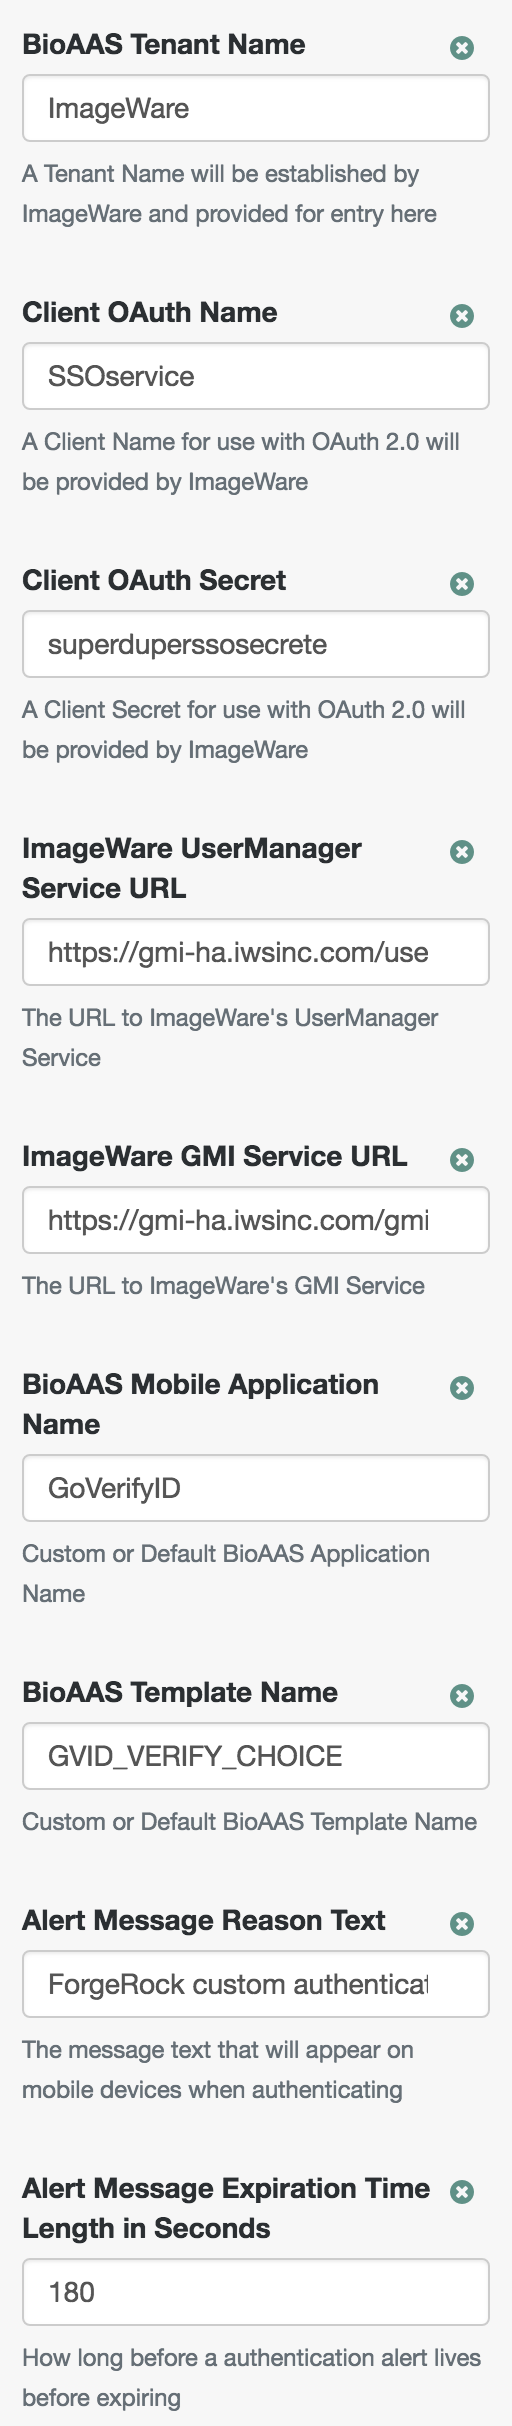 BioAAS Tenant Name
ImageWare
A Tenant Name will be established by
ImageWare and provided for entry here
Client OAuth Name
SSOservice
A Client Name for use with OAuth 2.0 will
be provided by ImageWare
Client OAuth Secret
superduperssosecrete
A Client Secret for use with OAuth 2.0 will
be provided by ImageWare
ImageWare UserManager
Service URL
https://gmi-ha.iwsinc.com/use
The URL to ImageWare's UserManager
Service
ImageWare GMI Service URL
https://gmi-ha.iwsinc.com/gmi
The URL to ImageWare's GMI Service
BioAAS Mobile Application
Name
GoVerifyID
Custom or Default BioAAS Application
Name
BioAAS Template Name
GVID_VERIFY_CHOICE
Custom or Default BioAAS Template Name
Alert Message Reason Text
ForgeRock custom authenticat
The message text that will appear on
mobile devices when authenticating
Alert Message Expiration Time
Length in Seconds
180
How long before a authentication alert lives
before expiring